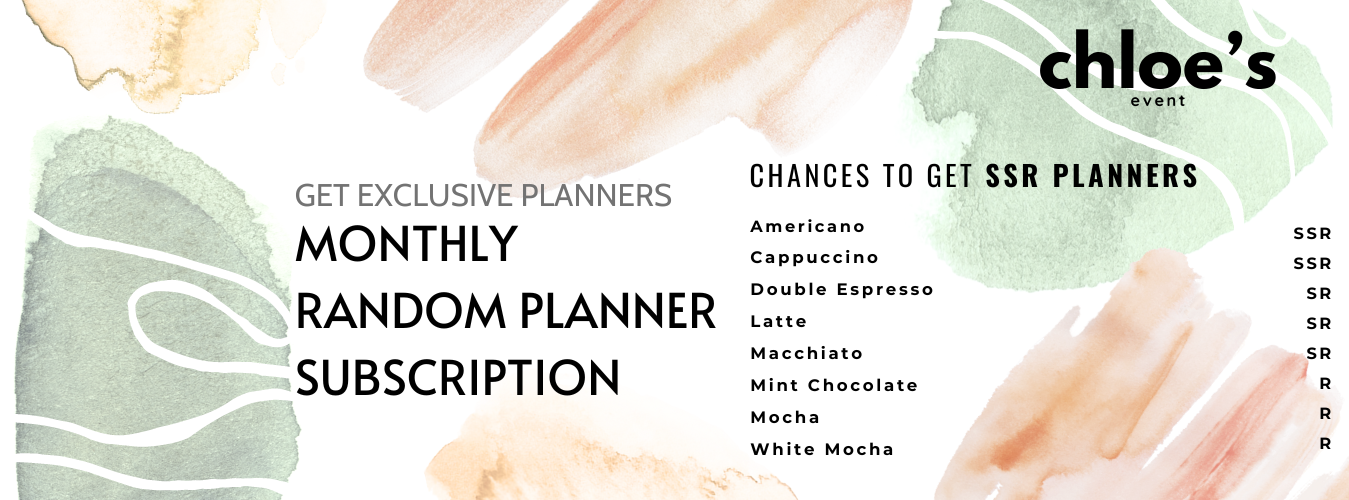 chloe's
event
GET EXCLUSIVE PLANNERS
MONTHLY
RANDOM PLANNER
SUBSCRIPTION
CHANCES TO GET SSR PLANNERS
Americano SSR
Cappuccino SSR
Double Espresso SR
Latte SR
Macchiato SR
Mint Chocolate R
Mocha R
White Mocha R